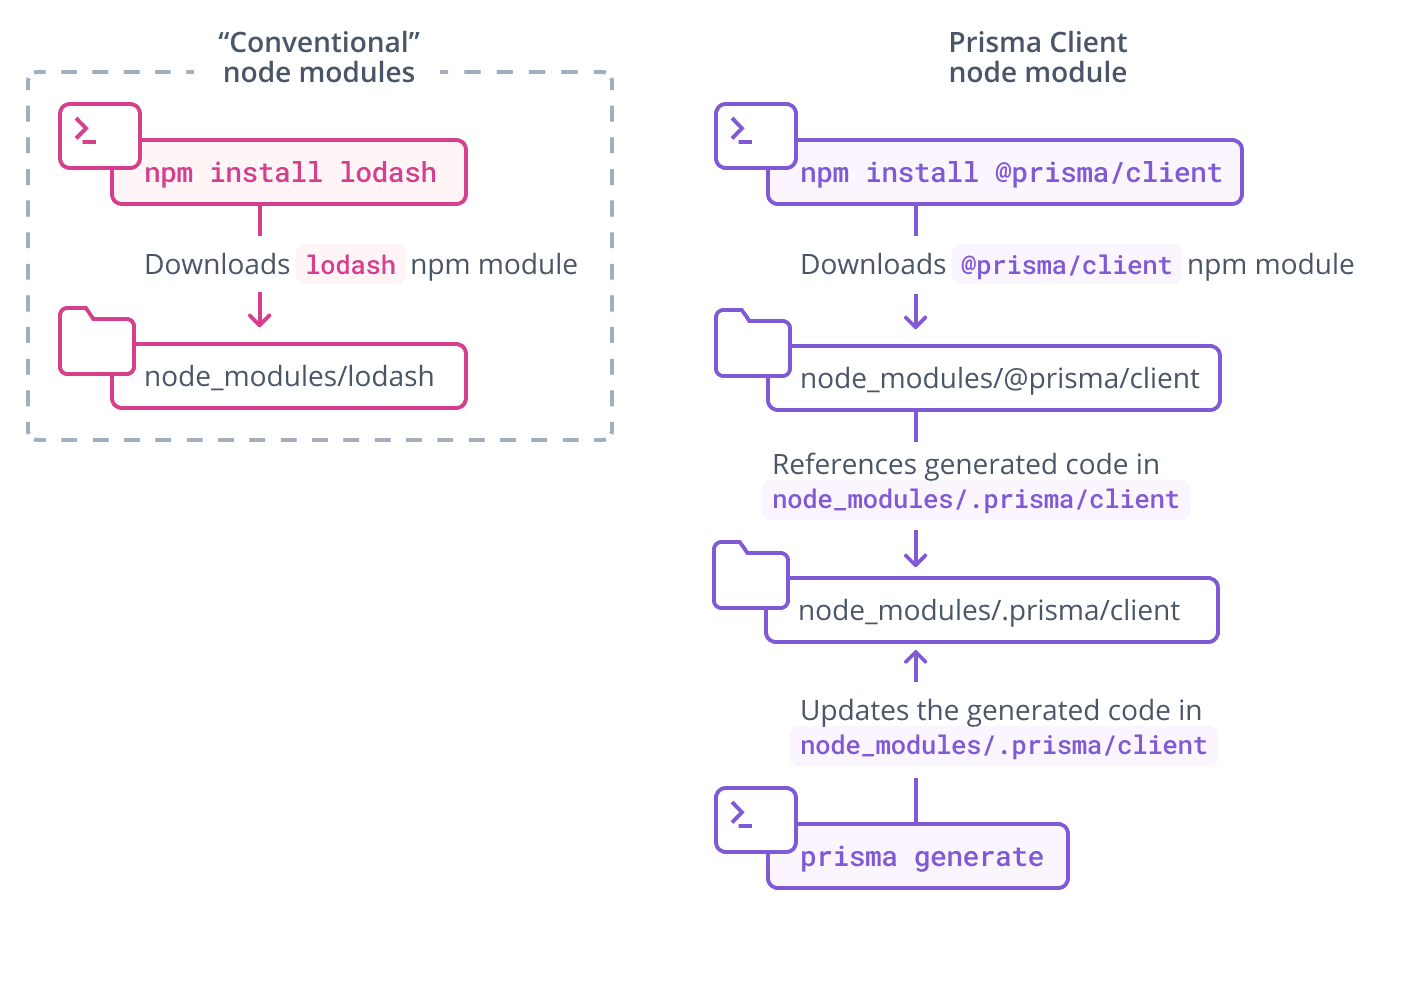 “Conventional”
node modules
>_
npm install lodash
Downloads lodash npm module
node_modules/lodash
Prisma Client
node module
>_
npm install @prisma/client
Downloads @prisma/client npm module
node_modules/@prisma/client
References generated code in
node_modules/.prisma/client
node_modules/.prisma/client
Updates the generated code in
node_modules/.prisma/client
>_
prisma generate